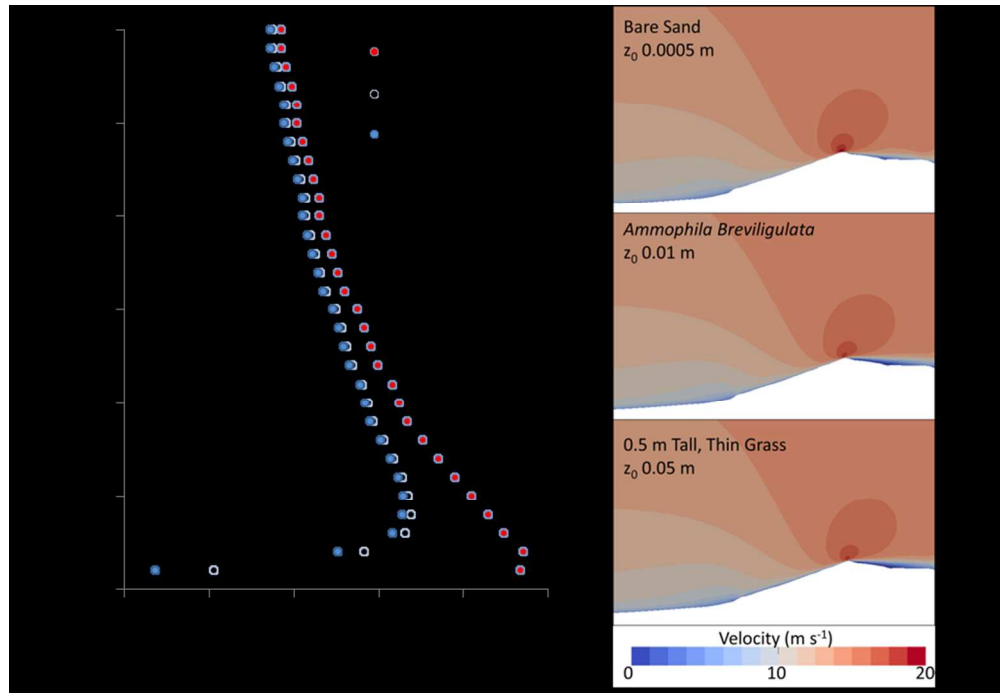 Bare Sand
z₀ 0.0005 m
Ammophila Breviligulata
z₀ 0.01 m
0.5 m Tall, Thin Grass
z₀ 0.05 m
Velocity (m s⁻¹)
0 10 20